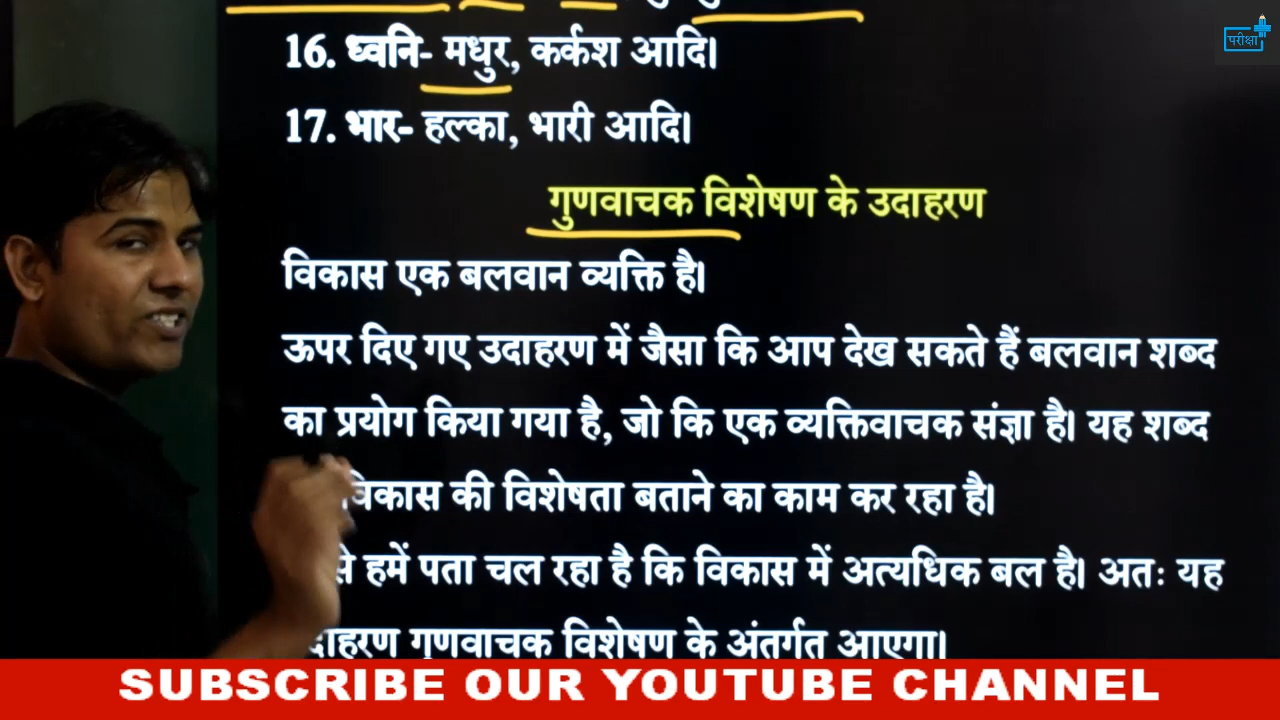 परीक्षा
16. ध्वनि- मधुर, कर्कश आदि।
17. भार- हल्का, भारी आदि।
गुणवाचक विशेषण के उदाहरण
विकास एक बलवान व्यक्ति है।
ऊपर दिए गए उदाहरण में जैसा कि आप देख सकते हैं बलवान शब्द
का प्रयोग किया गया है, जो कि एक व्यक्तिवाचक संज्ञा है। यह शब्द
विकास की विशेषता बताने का काम कर रहा है।
हमें पता चल रहा है कि विकास में अत्यधिक बल है। अतः यह
गुणवाचक विशेषण के अंतर्गत आएगा।
SUBSCRIBE OUR YOUTUBE CHANNEL